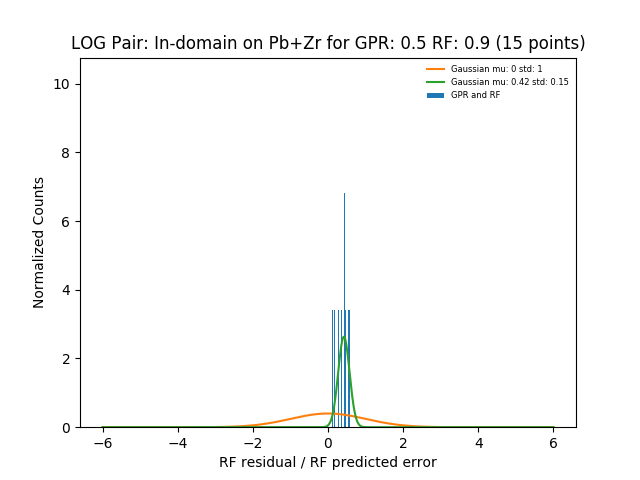 LOG Pair: In-domain on Pb+Zr for GPR: 0.5 RF: 0.9 (15 points)
Gaussian mu: 0 std: 1
Gaussian mu: 0.42 std: 0.15
GPR and RF
Normalized Counts
10
8
6
4
2
0
−6 −4 −2 0 2 4 6
RF residual / RF predicted error